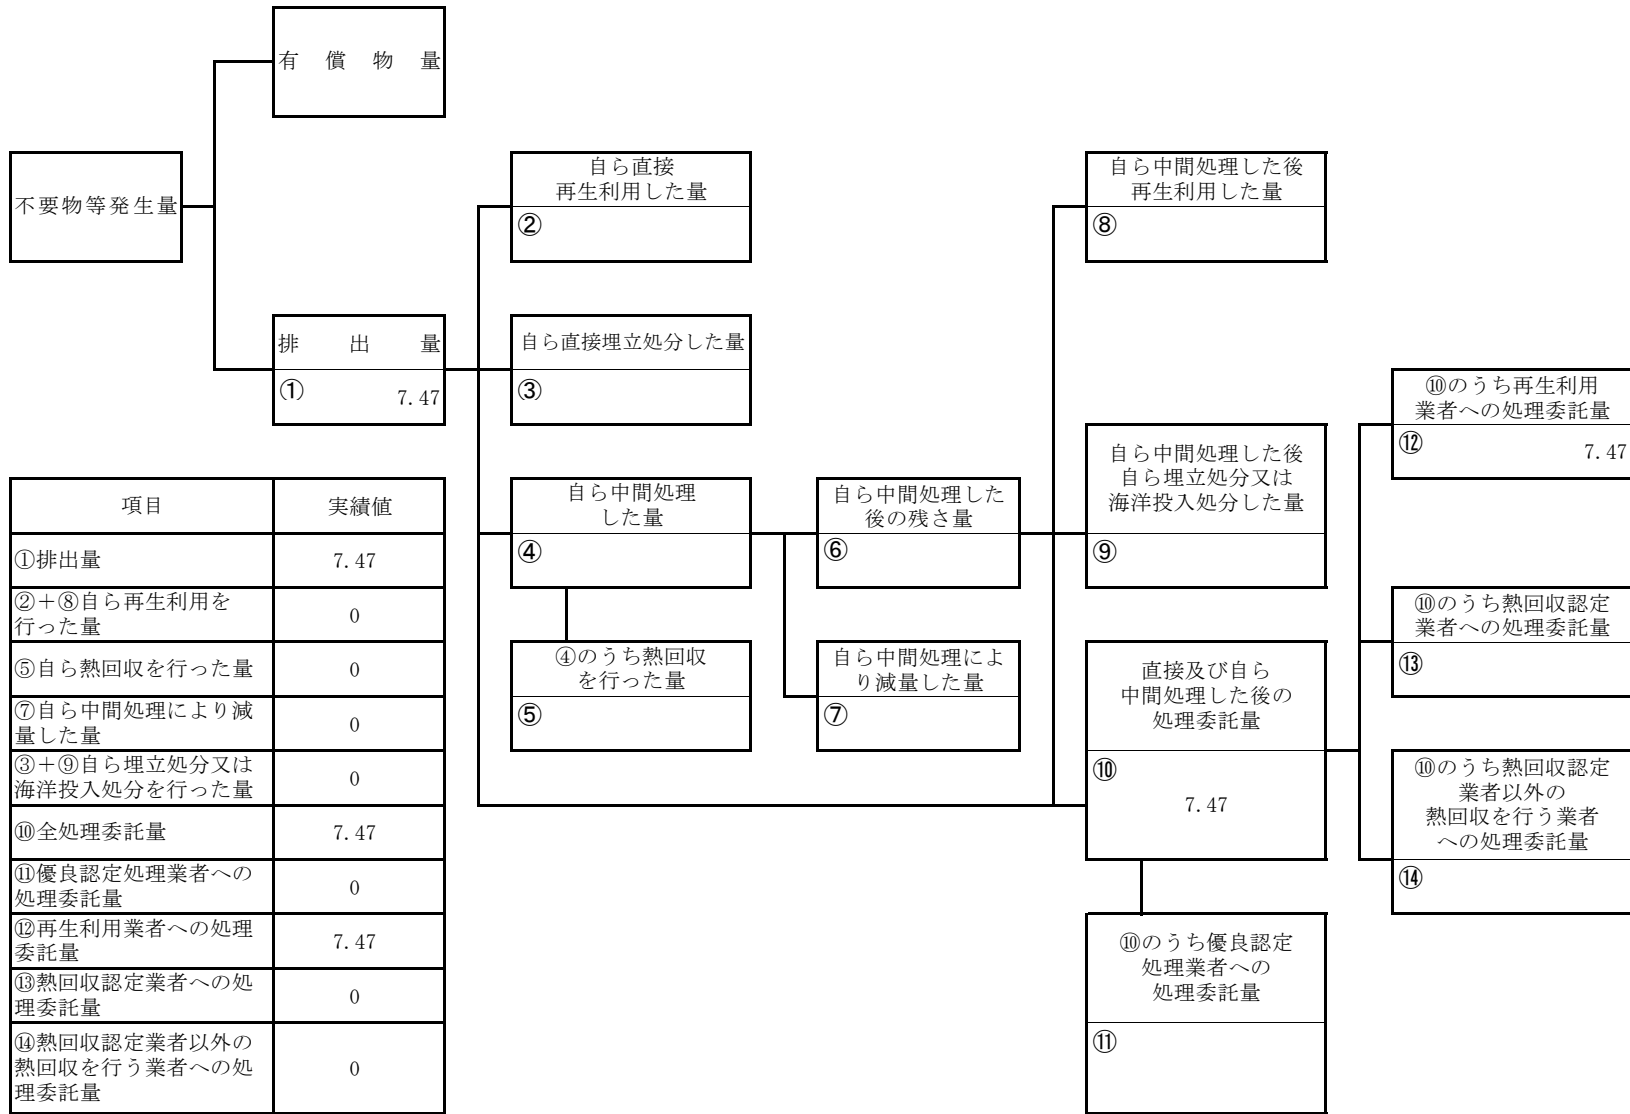 有償物量
不要物等発生量
排出量
① 7.47
自ら直接
再生利用した量
②
自ら直接埋立処分した量
③
自ら中間処理
した量
④
④のうち熱回収
を行った量
⑤
自ら中間処理した
後の残さ量
⑥
自ら中間処理によ
り減量した量
⑦
自ら中間処理した後
再生利用した量
⑧
自ら中間処理した後
自ら埋立処分又は
海洋投入処分した量
⑨
直接及び自ら
中間処理した後の
処理委託量
⑩
7.47
⑩のうち優良認定
処理業者への
処理委託量
⑪
⑩のうち再生利用
業者への処理委託量
⑫ 7.47
⑩のうち熱回収認定
業者への処理委託量
⑬
⑩のうち熱回収認定
業者以外の
熱回収を行う業者
への処理委託量
⑭
項目 実績値
①排出量 7.47
②+⑧自ら再生利用を
行った量 0
⑤自ら熱回収を行った量 0
⑦自ら中間処理により減
量した量 0
③+⑨自ら埋立処分又は
海洋投入処分を行った量 0
⑩全処理委託量 7.47
⑪優良認定処理業者への
処理委託量 0
⑫再生利用業者への処理
委託量 7.47
⑬熱回収認定業者への処
理委託量 0
⑭熱回収認定業者以外の
熱回収を行う業者への処
理委託量 0